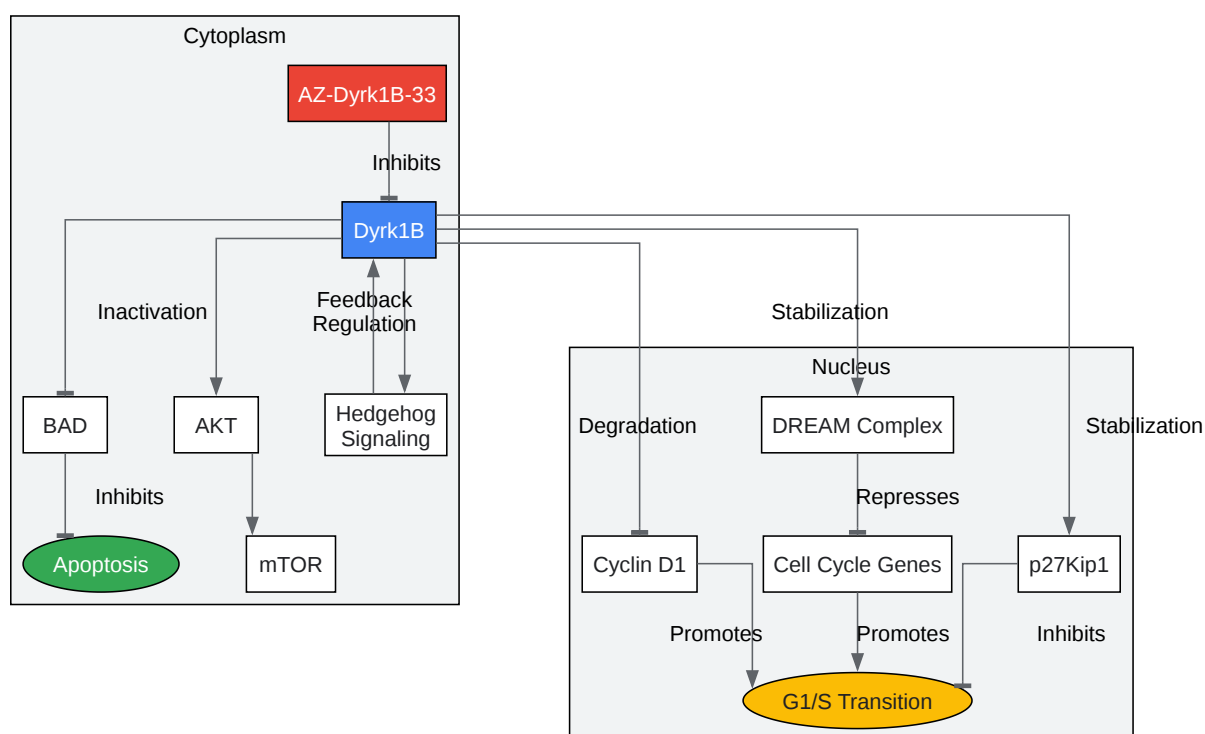 Cytoplasm
AZ-Dyrk1B-33
Inhibits
Dyrk1B
Inactivation
Feedback
Regulation
Stabilization
Nucleus
BAD
AKT
Hedgehog
Signaling
Degradation
DREAM Complex
Stabilization
Inhibits
Represses
Apoptosis
mTOR
Cyclin D1
Cell Cycle Genes
p27Kip1
Promotes
Promotes
Inhibits
G1/S Transition